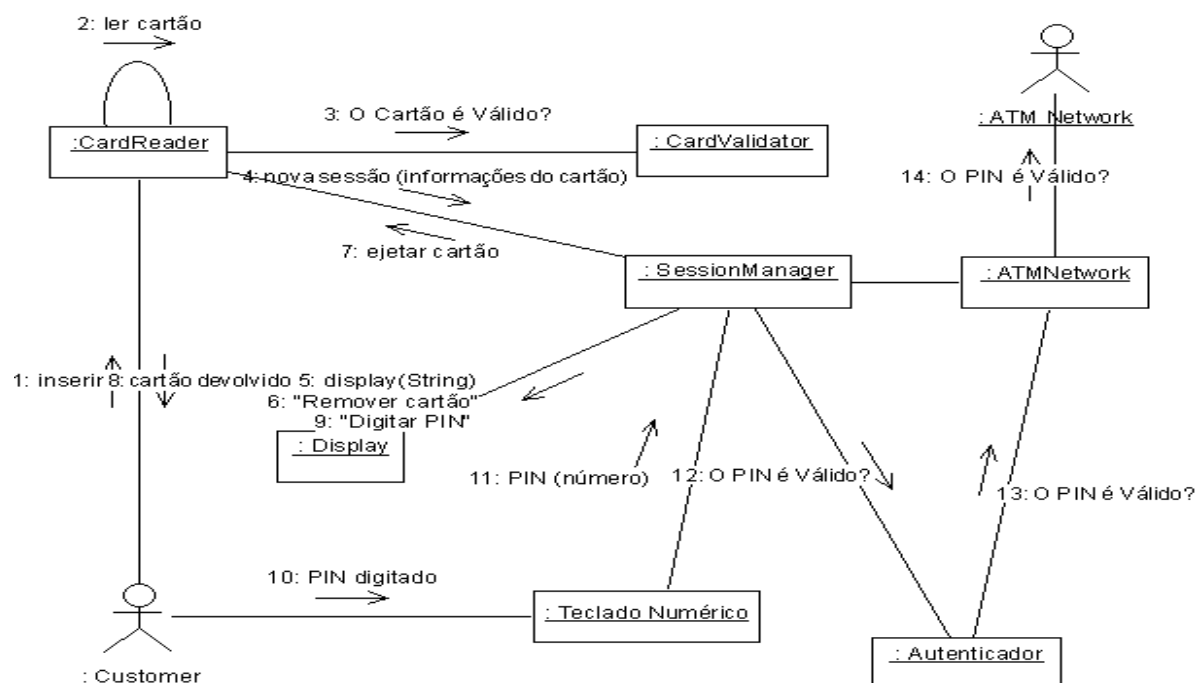 2: ler cartão
:CardReader
3: O Cartão é Válido?
: CardValidator
: ATM Network
4: nova sessão (informações do cartão)
14: O PIN é Válido?
7: ejetar cartão
: SessionManager
: ATMNetwork
1: inserir
8: cartão devolvido
5: display(String)
6: "Remover cartão"
9: "Digitar PIN"
: Display
11: PIN (número)
12: O PIN é Válido?
13: O PIN é Válido?
10: PIN digitado
: Teclado Numérico
: Autenticador
: Customer